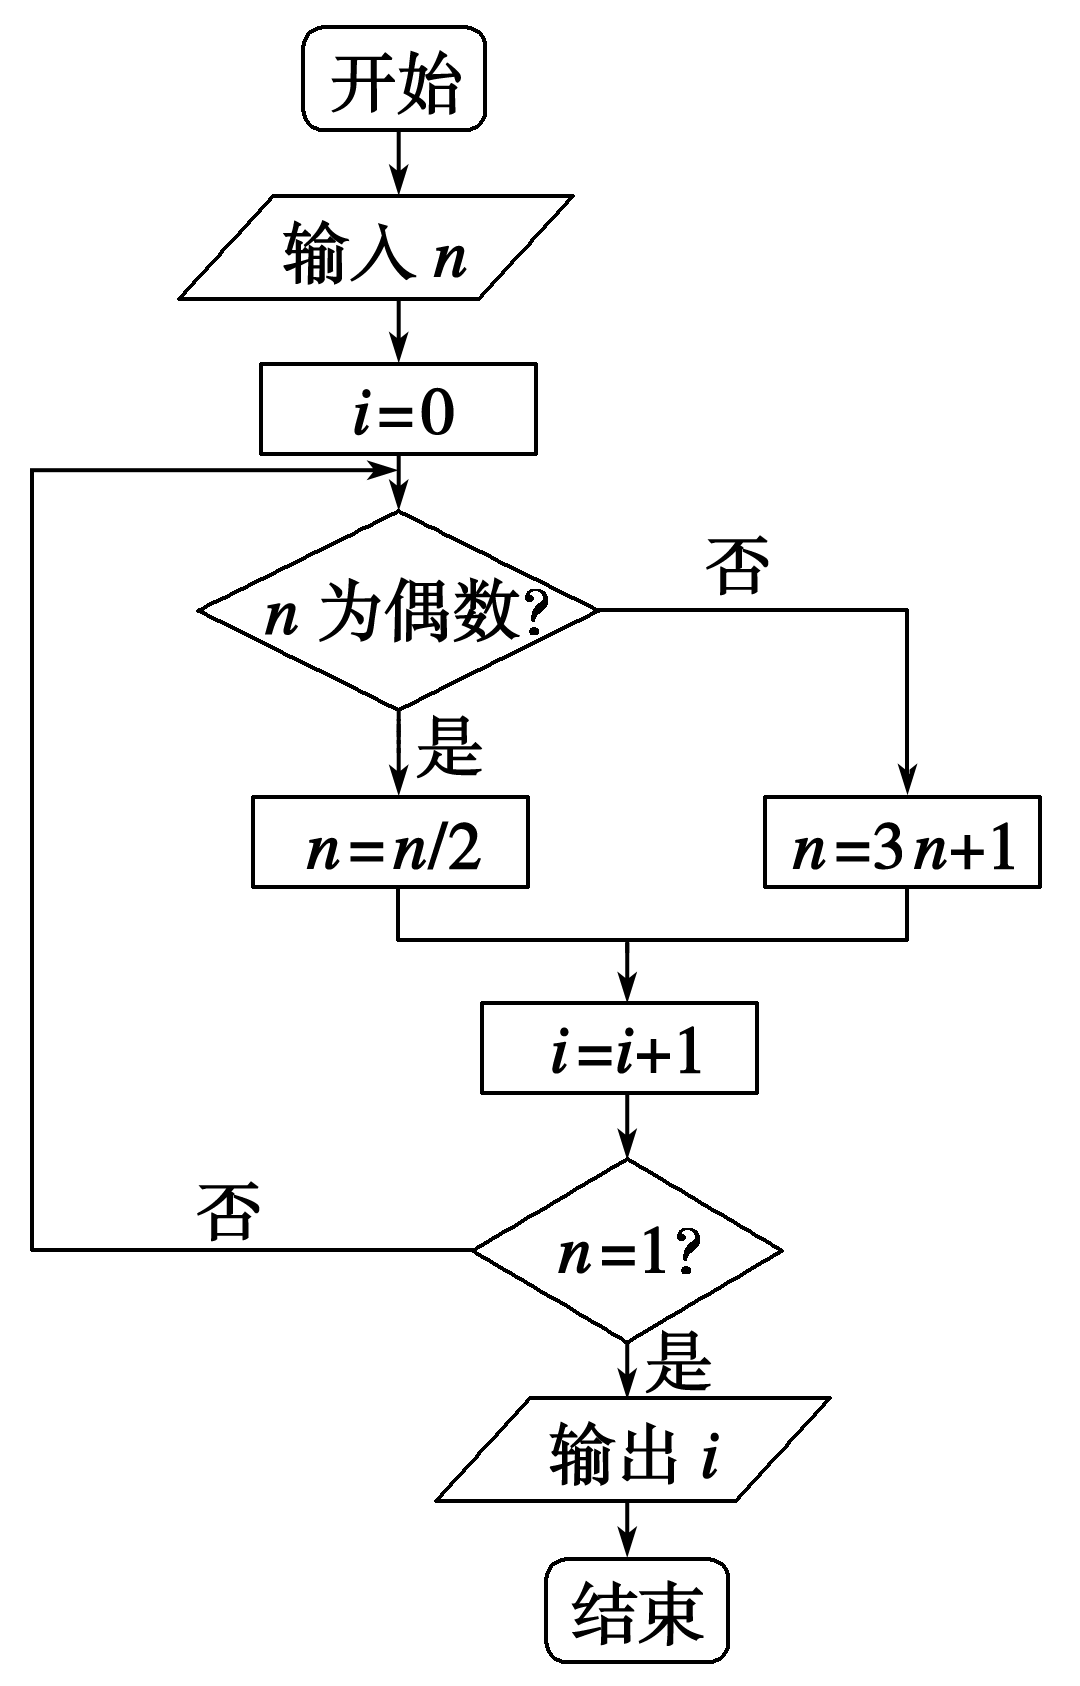 开始
输入 n
i=0
n 为偶数?
否
是
n=n/2
n=3n+1
i=i+1
n=1?
否
是
输出 i
结束